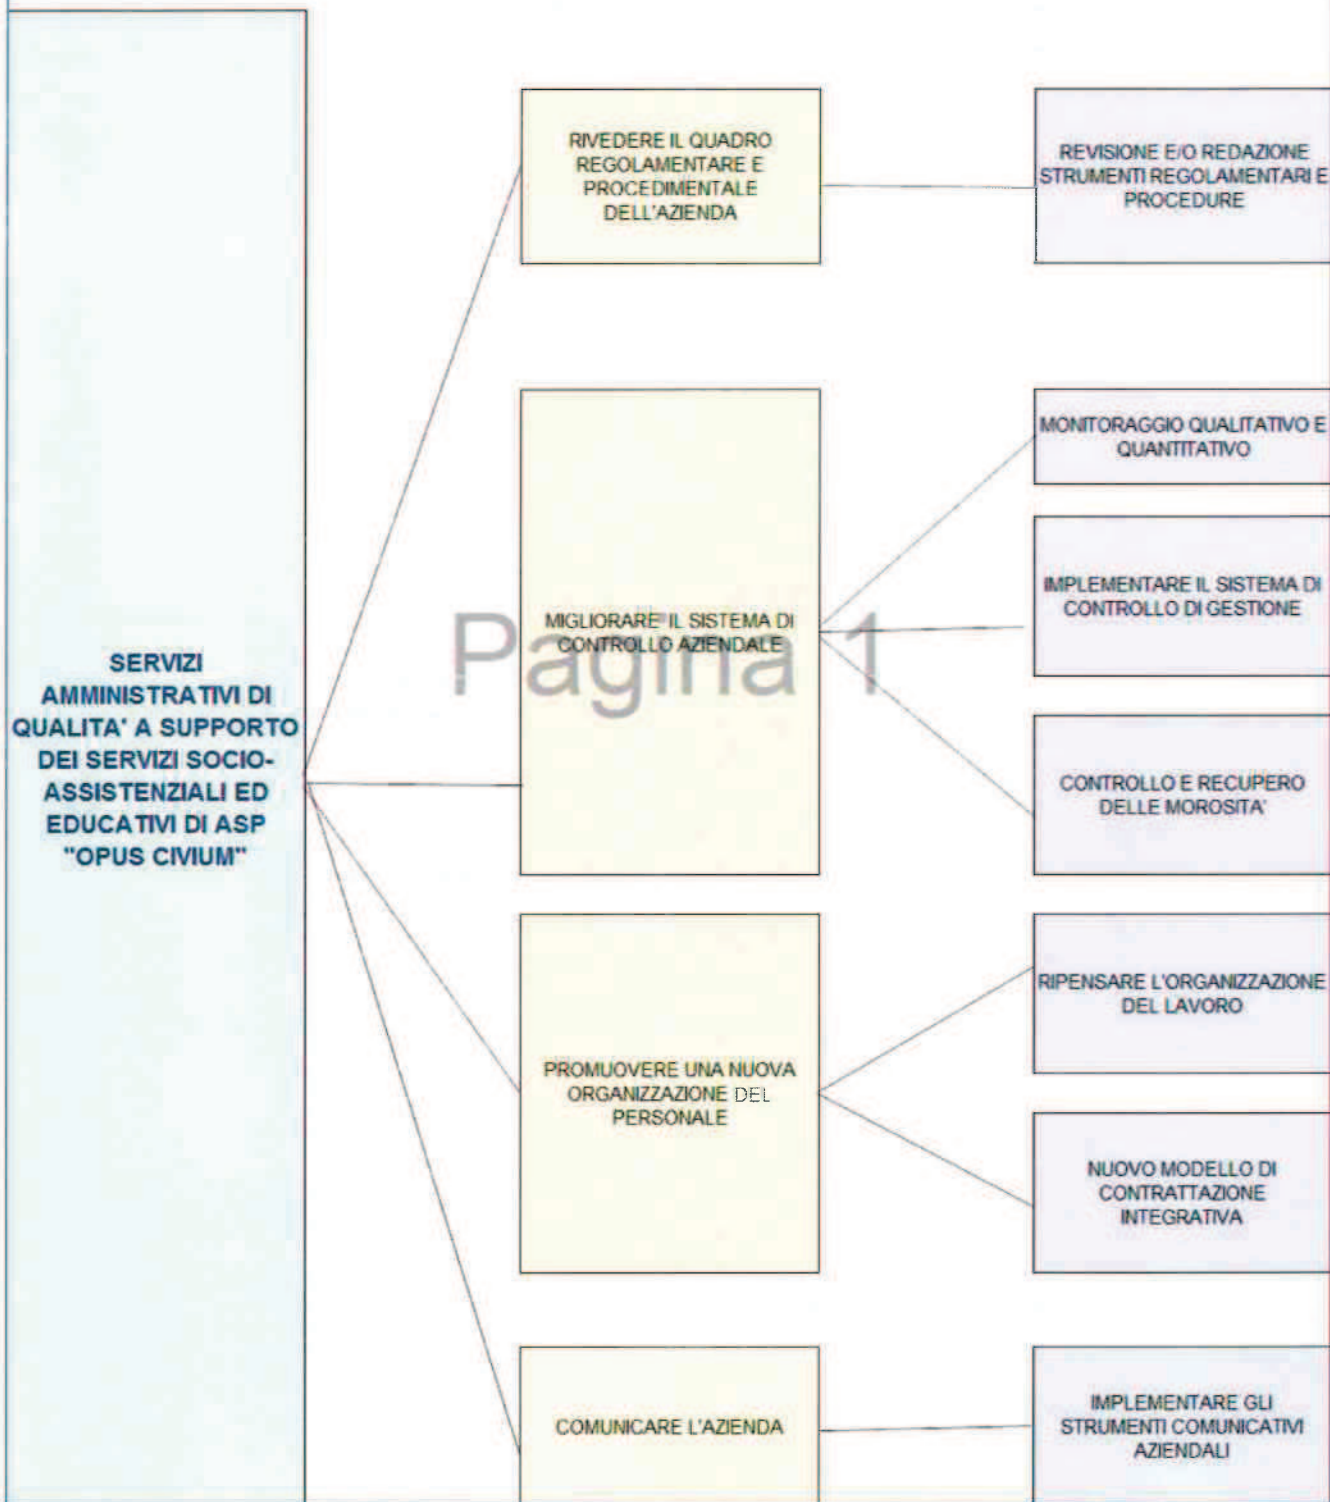 SERVIZI
AMMINISTRATIVI DI
QUALITA' A SUPPORTO
DEI SERVIZI SOCIO-
ASSISTENZIALI ED
EDUCATIVI DI ASP
"OPUS CIVIUM"
RIVEDERE IL QUADRO
REGOLAMENTARE E
PROCEDIMENTALE
DELL'AZIENDA
REVISIONE E/O REDAZIONE
STRUMENTI REGOLAMENTARI E
PROCEDURE
MIGLIORARE IL SISTEMA DI
CONTROLLO AZIENDALE
Pagina 1
MONITORAGGIO QUALITATIVO E
QUANTITATIVO
IMPLEMENTARE IL SISTEMA DI
CONTROLLO DI GESTIONE
CONTROLLO E RECUPERO
DELLE MOROSITA'
PROMUOVERE UNA NUOVA
ORGANIZZAZIONE DEL
PERSONALE
RIPENSARE L'ORGANIZZAZIONE
DEL LAVORO
NUOVO MODELLO DI
CONTRATTAZIONE
INTEGRATIVA
COMUNICARE L'AZIENDA
IMPLEMENTARE GLI
STRUMENTI COMUNICATIVI
AZIENDALI